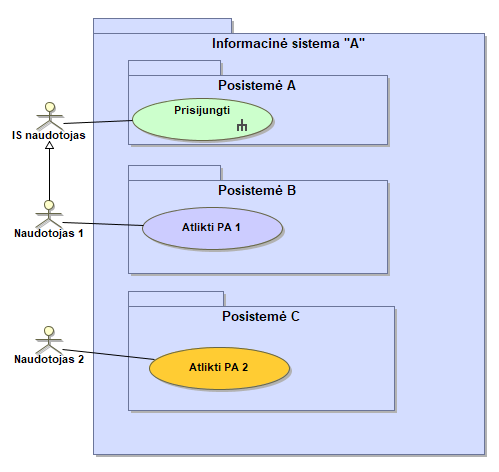 Informacinė sistema "A"
Posistemė A
Prisijungti
IS naudotojas
Posistemė B
Atlikti PA 1
Naudotojas 1
Posistemė C
Atlikti PA 2
Naudotojas 2